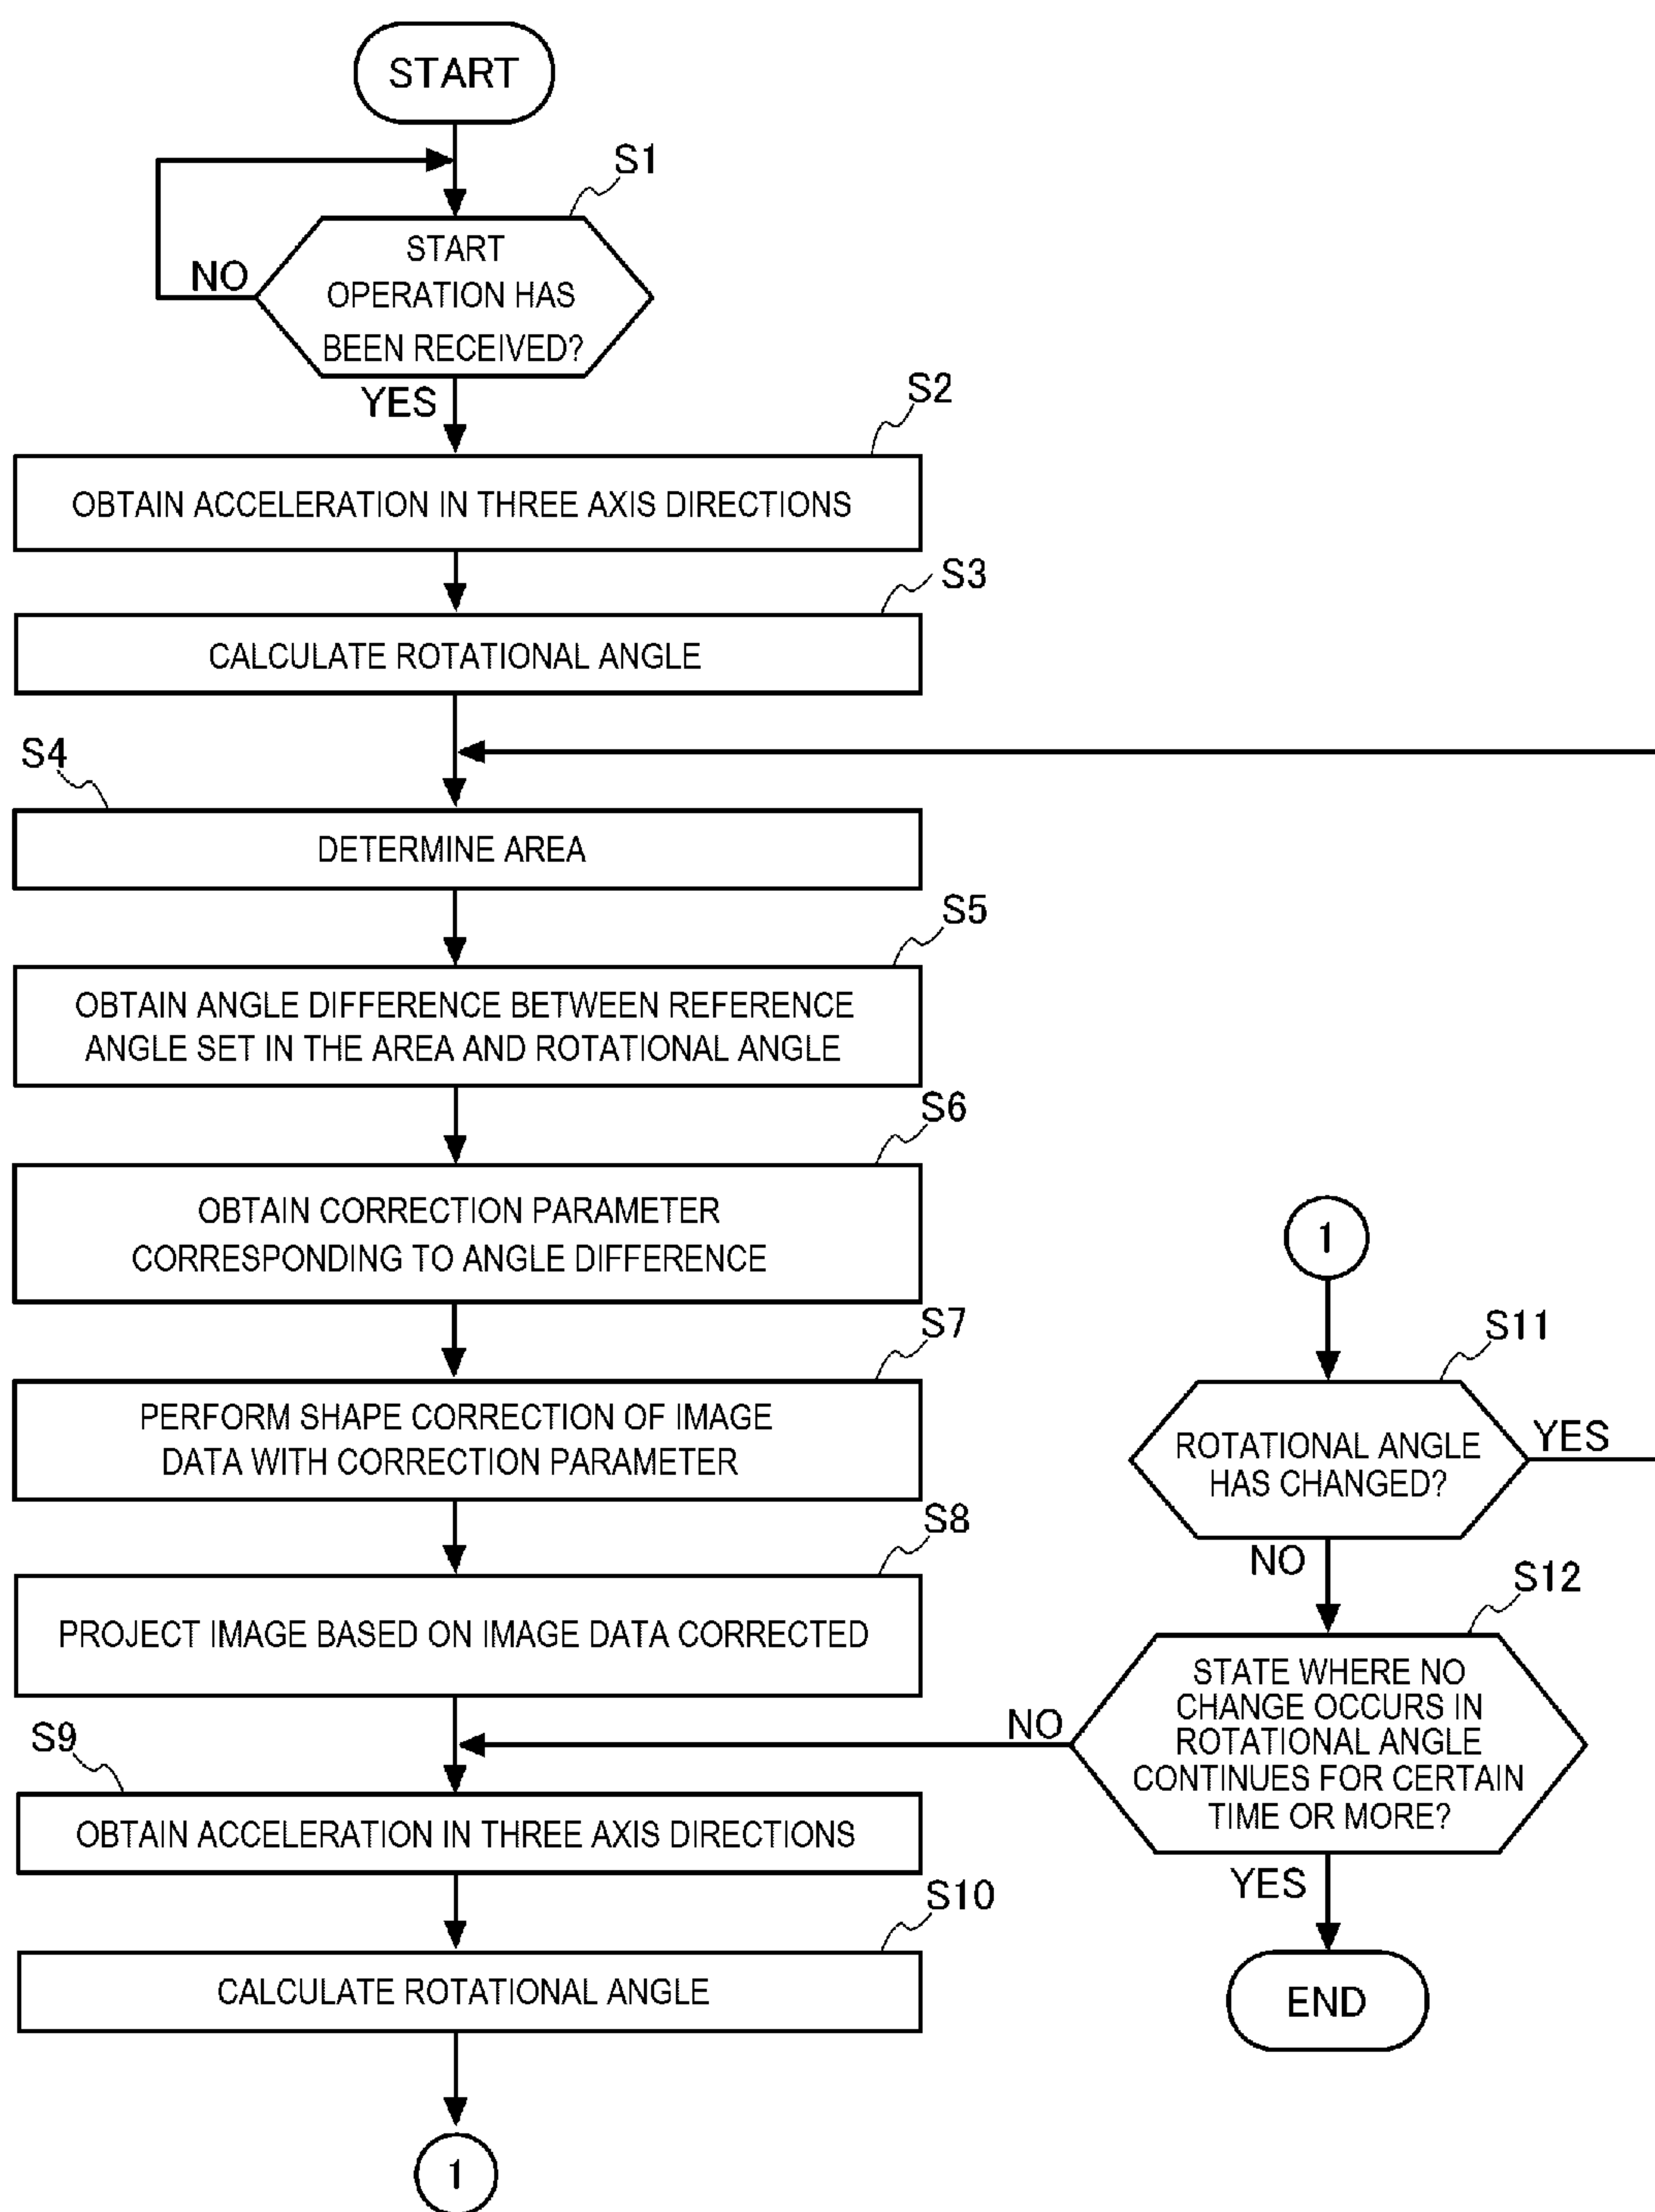 START
S1
START
OPERATION HAS
BEEN RECEIVED?
NO
YES
S2
OBTAIN ACCELERATION IN THREE AXIS DIRECTIONS
S3
CALCULATE ROTATIONAL ANGLE
S4
DETERMINE AREA
S5
OBTAIN ANGLE DIFFERENCE BETWEEN REFERENCE
ANGLE SET IN THE AREA AND ROTATIONAL ANGLE
S6
OBTAIN CORRECTION PARAMETER
CORRESPONDING TO ANGLE DIFFERENCE
S7
PERFORM SHAPE CORRECTION OF IMAGE
DATA WITH CORRECTION PARAMETER
S8
PROJECT IMAGE BASED ON IMAGE DATA CORRECTED
S9
OBTAIN ACCELERATION IN THREE AXIS DIRECTIONS
S10
CALCULATE ROTATIONAL ANGLE
1
1
S11
ROTATIONAL ANGLE
HAS CHANGED?
YES
NO
S12
STATE WHERE NO
CHANGE OCCURS IN
ROTATIONAL ANGLE
CONTINUES FOR CERTAIN
TIME OR MORE?
NO
YES
END